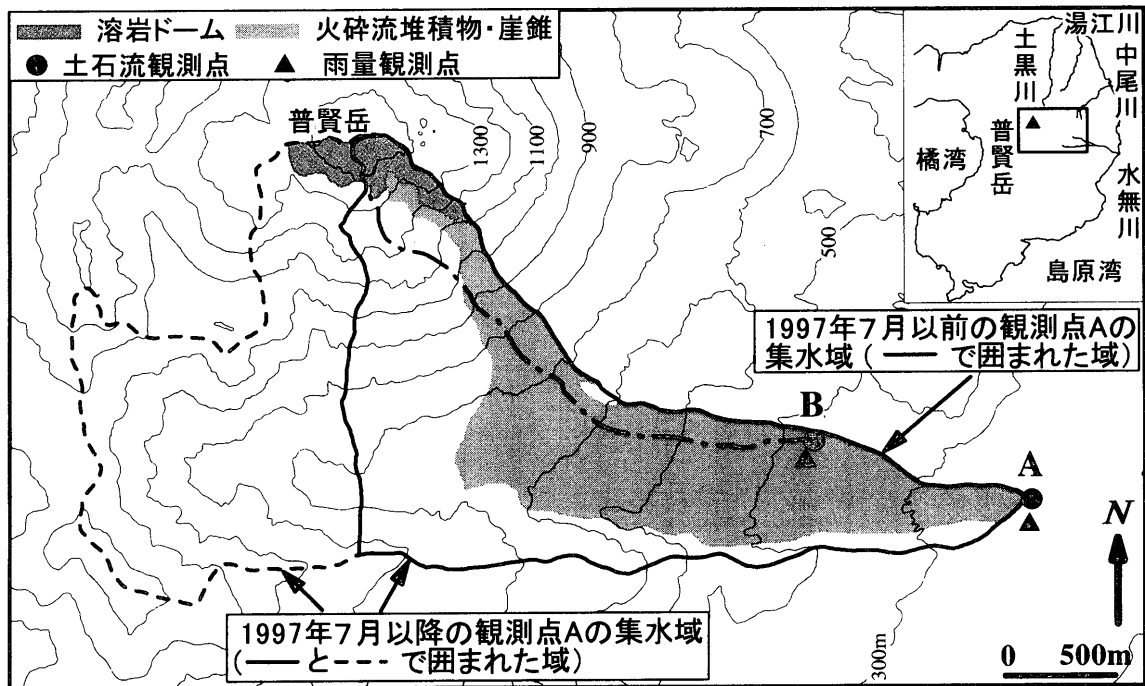 溶岩ドーム
火砕流堆積物・崖錐
土石流観測点
雨量観測点
普賢岳
1300
1100
900
700
500
300m
湯江川
中尾川
土黒川
普賢岳
橘湾
水無川
島原湾
1997年7月以前の観測点Aの
集水域(―― で囲まれた域)
B
A
N
1997年7月以降の観測点Aの集水域
(――と--- で囲まれた域)
0 500m